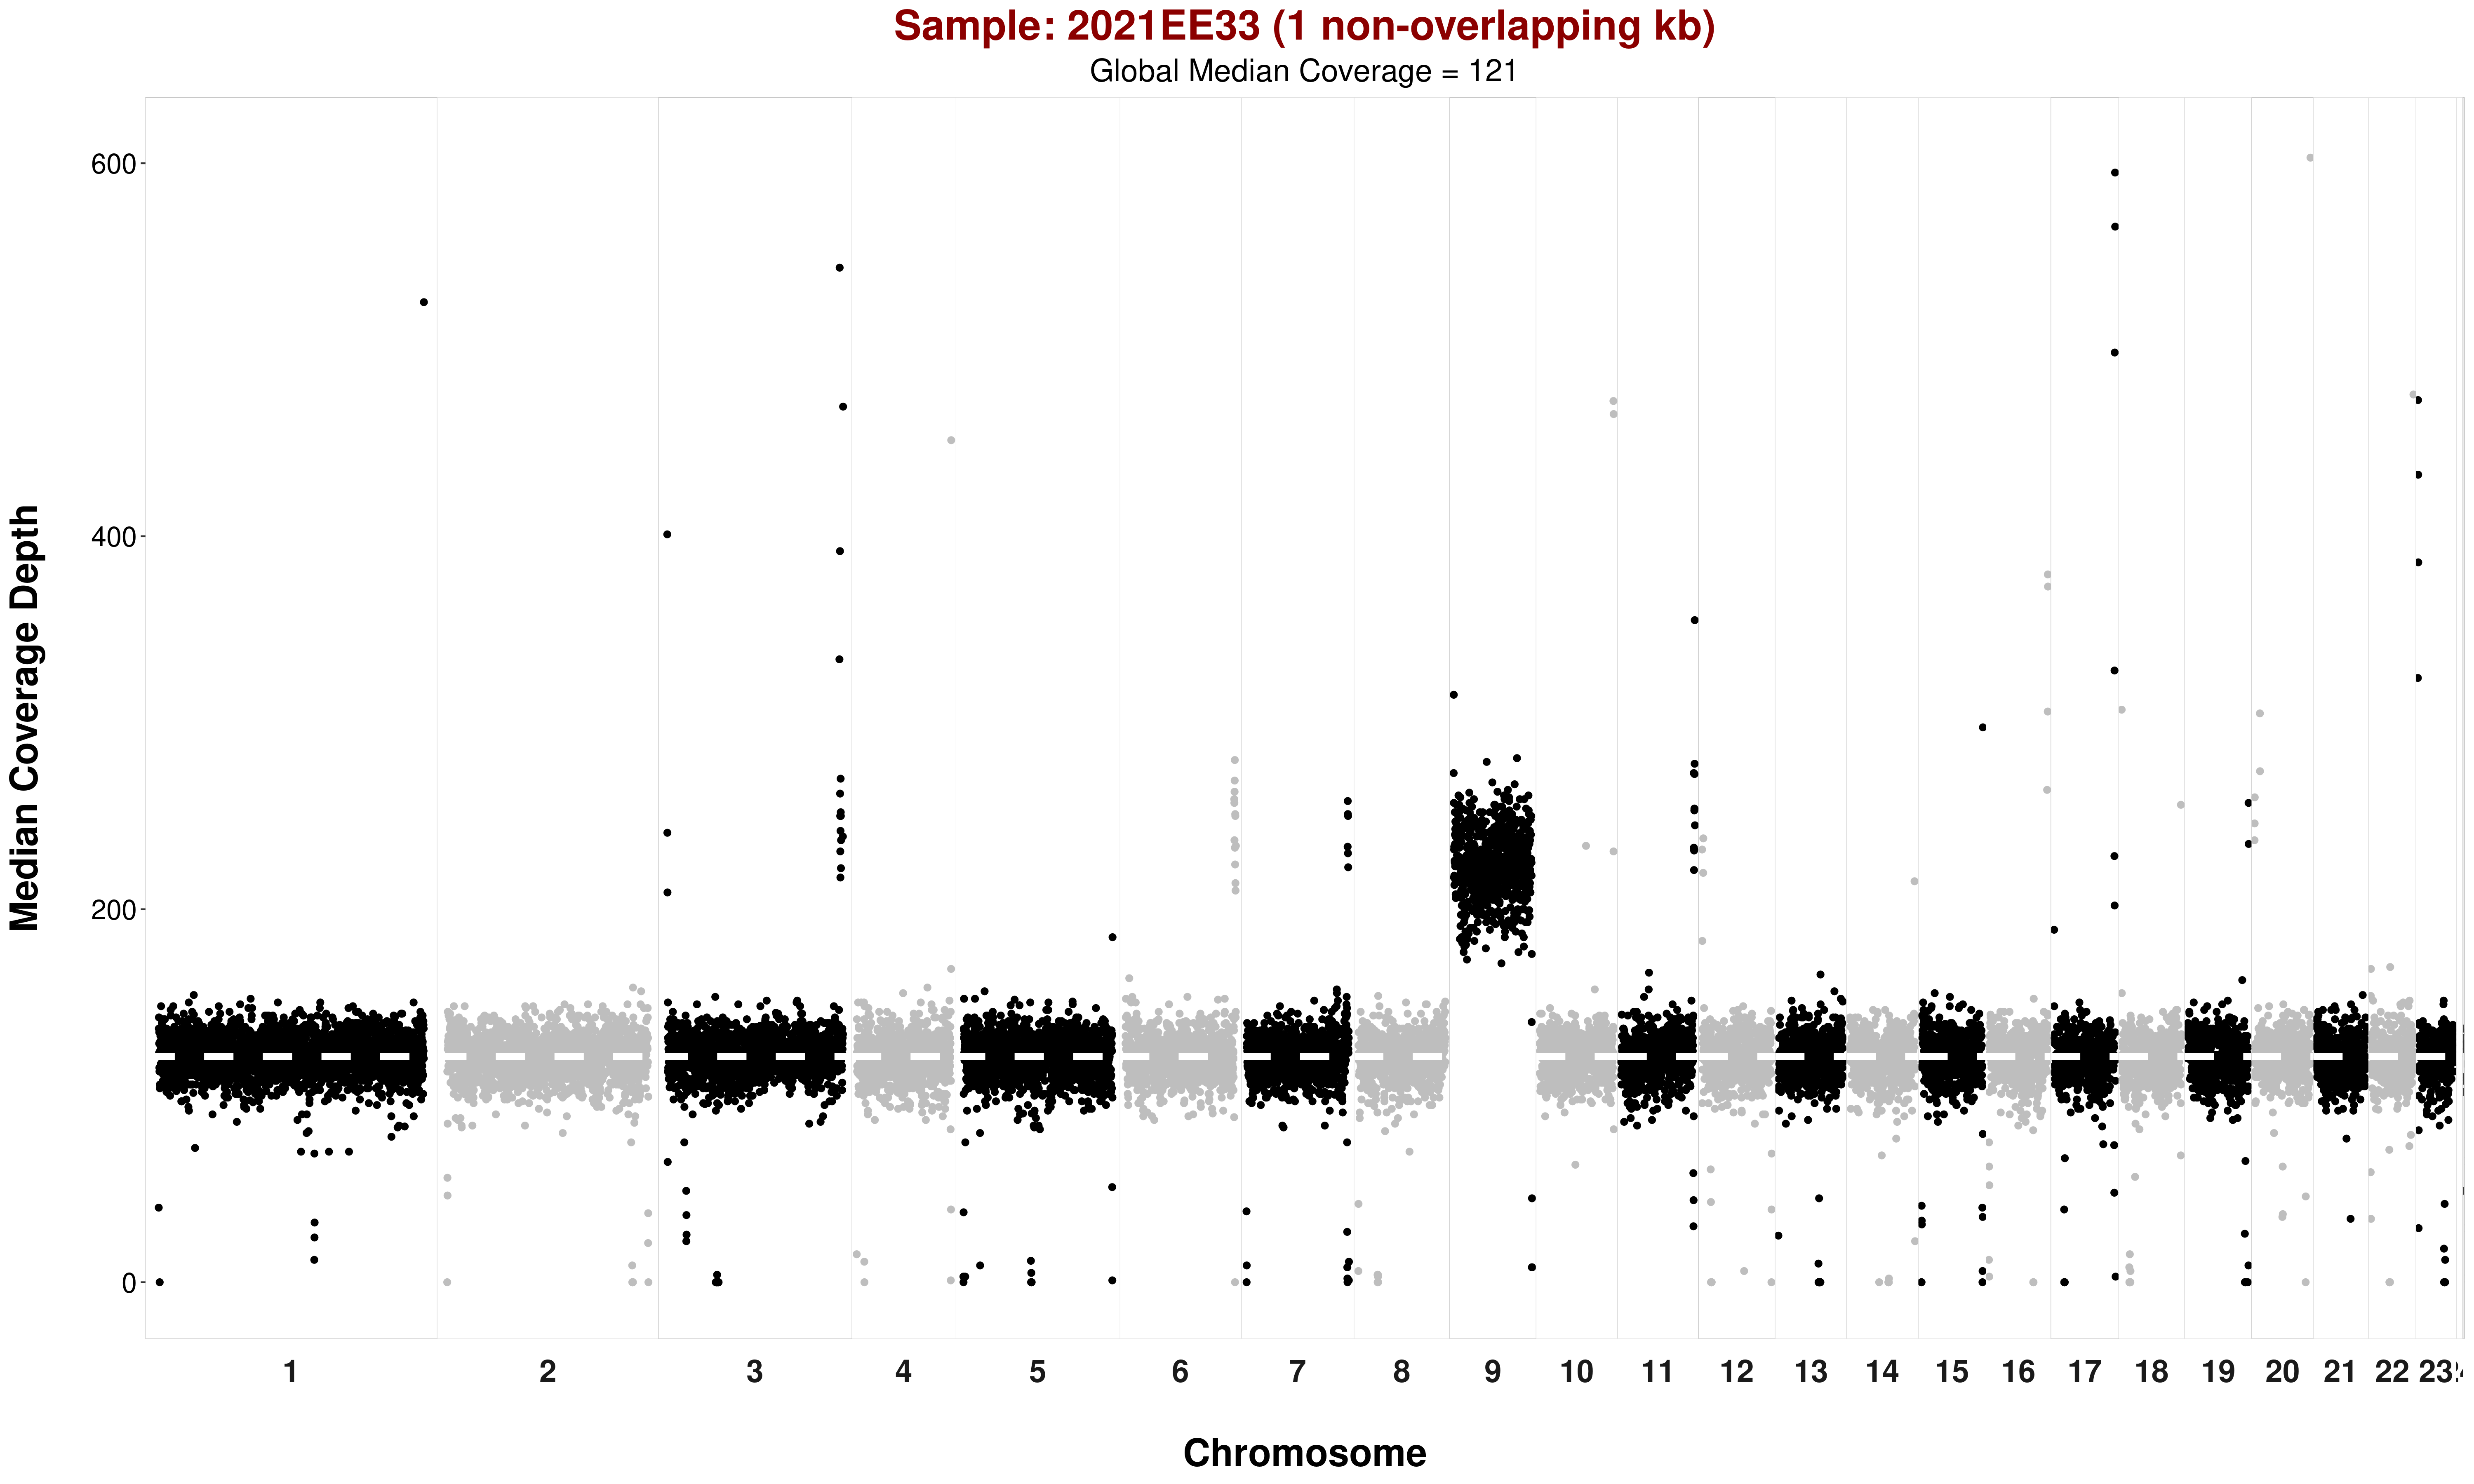 Sample: 2021EE33 (1 non-overlapping kb)
Global Median Coverage = 121
Median Coverage Depth
600
400
200
0
1 2 3 4 5 6 7 8 9 10 11 12 13 14 15 16 17 18 19 20 21 22 23
Chromosome